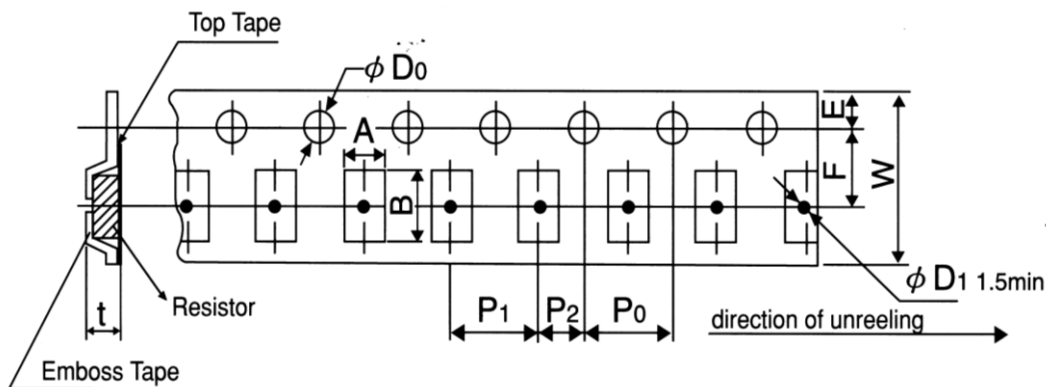 Top Tape
φ D0
A
B
E
F
W
φ D1 1.5min
t
Resistor
P1
P2
P0
direction of unreeling
Emboss Tape